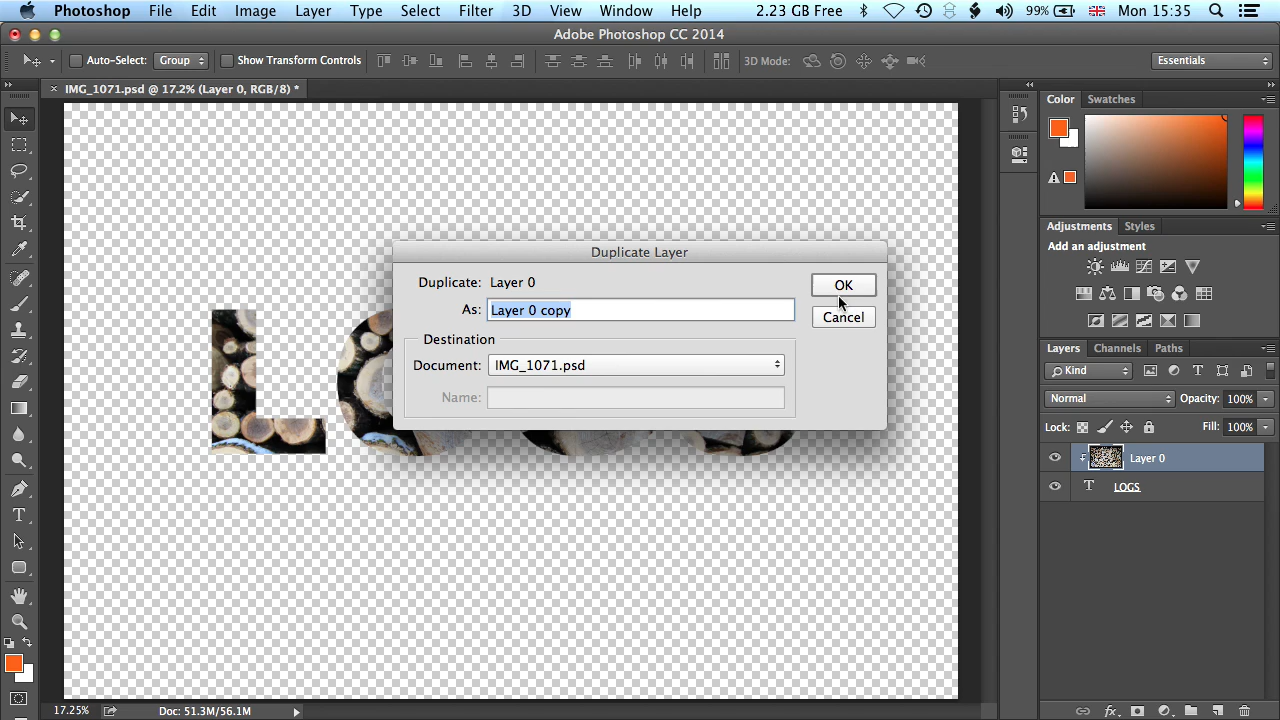 Photoshop File Edit Image Layer Type Select Filter 3D View Window Help 2.23 GB Free 99% Mon 15:35
Adobe Photoshop CC 2014
Auto-Select: Group Show Transform Controls 3D Mode: Essentials
IMG_1071.psd @ 17.2% (Layer 0, RGB/8) *
Color Swatches
Adjustments Styles
Add an adjustment
Duplicate Layer
Duplicate: Layer 0 OK
As: Layer 0 copy
Cancel
Destination
Document: IMG_1071.psd
Name:
LOGS
Layers Channels Paths
Kind
Normal Opacity: 100%
Lock: Fill: 100%
Layer 0
T LOGS
17.25% Doc: 51.3M/56.1M